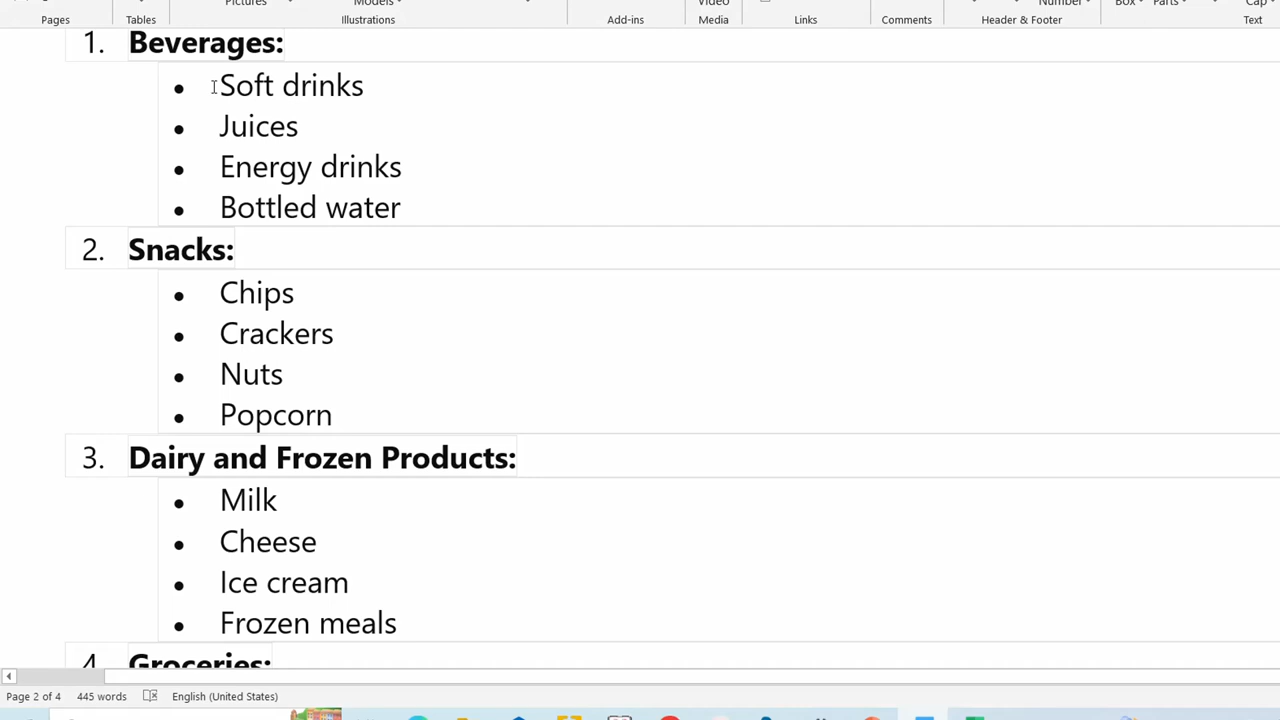 Pictures Models Video Number Box Parts Cap
Pages Tables Illustrations Add-ins Media Links Comments Header & Footer Text
1. Beverages:
• Soft drinks
• Juices
• Energy drinks
• Bottled water
2. Snacks:
• Chips
• Crackers
• Nuts
• Popcorn
3. Dairy and Frozen Products:
• Milk
• Cheese
• Ice cream
• Frozen meals
4. Groceries:
Page 2 of 4 445 words English (United States)